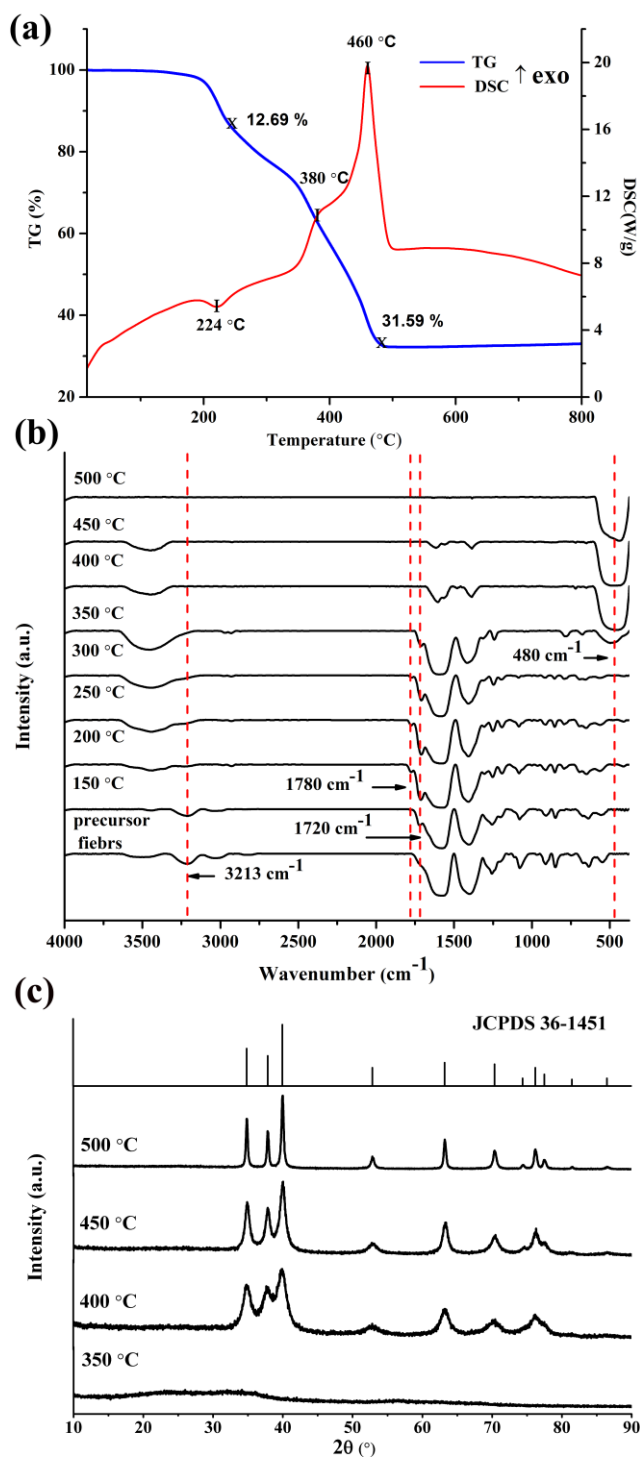 (a)
460 °C
TG
DSC
↑ exo
12.69 %
380 °C
224 °C
31.59 %
100
80
60
40
20
TG (%)
20
16
12
8
4
0
DSC(W/g)
200
400
600
800
Temperature (°C)
(b)
500 °C
450 °C
400 °C
350 °C
300 °C
250 °C
200 °C
150 °C
precursor
fiebrs
480 cm-1
1780 cm-1
1720 cm-1
3213 cm-1
Intensity (a.u.)
4000 3500 3000 2500 2000 1500 1000 500
Wavenumber (cm-1)
(c)
JCPDS 36-1451
500 °C
450 °C
400 °C
350 °C
Intensity (a.u.)
10 20 30 40 50 60 70 80 90
2θ (°)